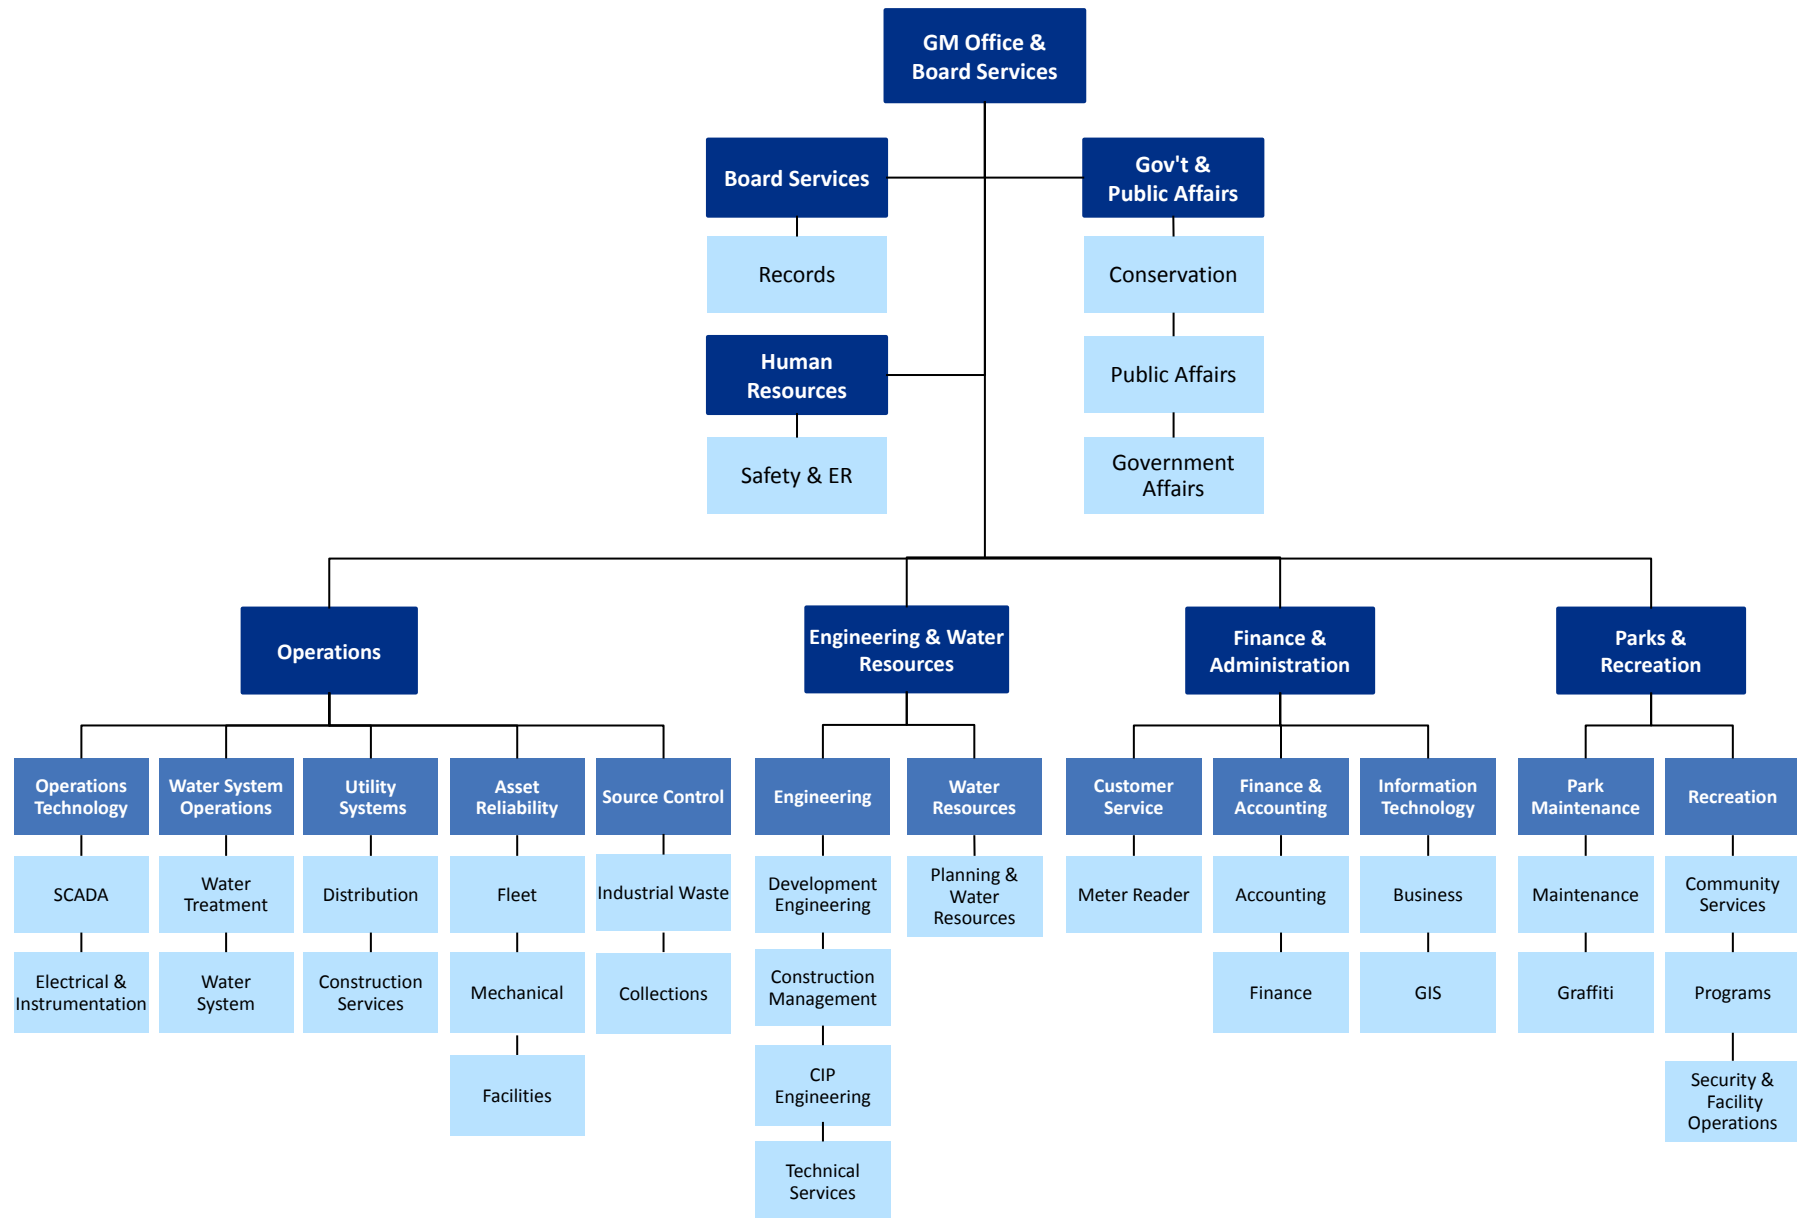 GM Office &
Board Services
Board Services
Gov't &
Public Affairs
Records
Conservation
Human
Resources
Public Affairs
Safety & ER
Government
Affairs
Operations
Engineering & Water
Resources
Finance &
Administration
Parks &
Recreation
Operations
Technology
Water System
Operations
Utility
Systems
Asset
Reliability
Source Control
Engineering
Water
Resources
Customer
Service
Finance &
Accounting
Information
Technology
Park
Maintenance
Recreation
SCADA
Water
Treatment
Distribution
Fleet
Industrial Waste
Development
Engineering
Planning &
Water
Resources
Meter Reader
Accounting
Business
Maintenance
Community
Services
Electrical &
Instrumentation
Water
System
Construction
Services
Mechanical
Collections
Construction
Management
Finance
GIS
Graffiti
Programs
Facilities
CIP
Engineering
Security &
Facility
Operations
Technical
Services